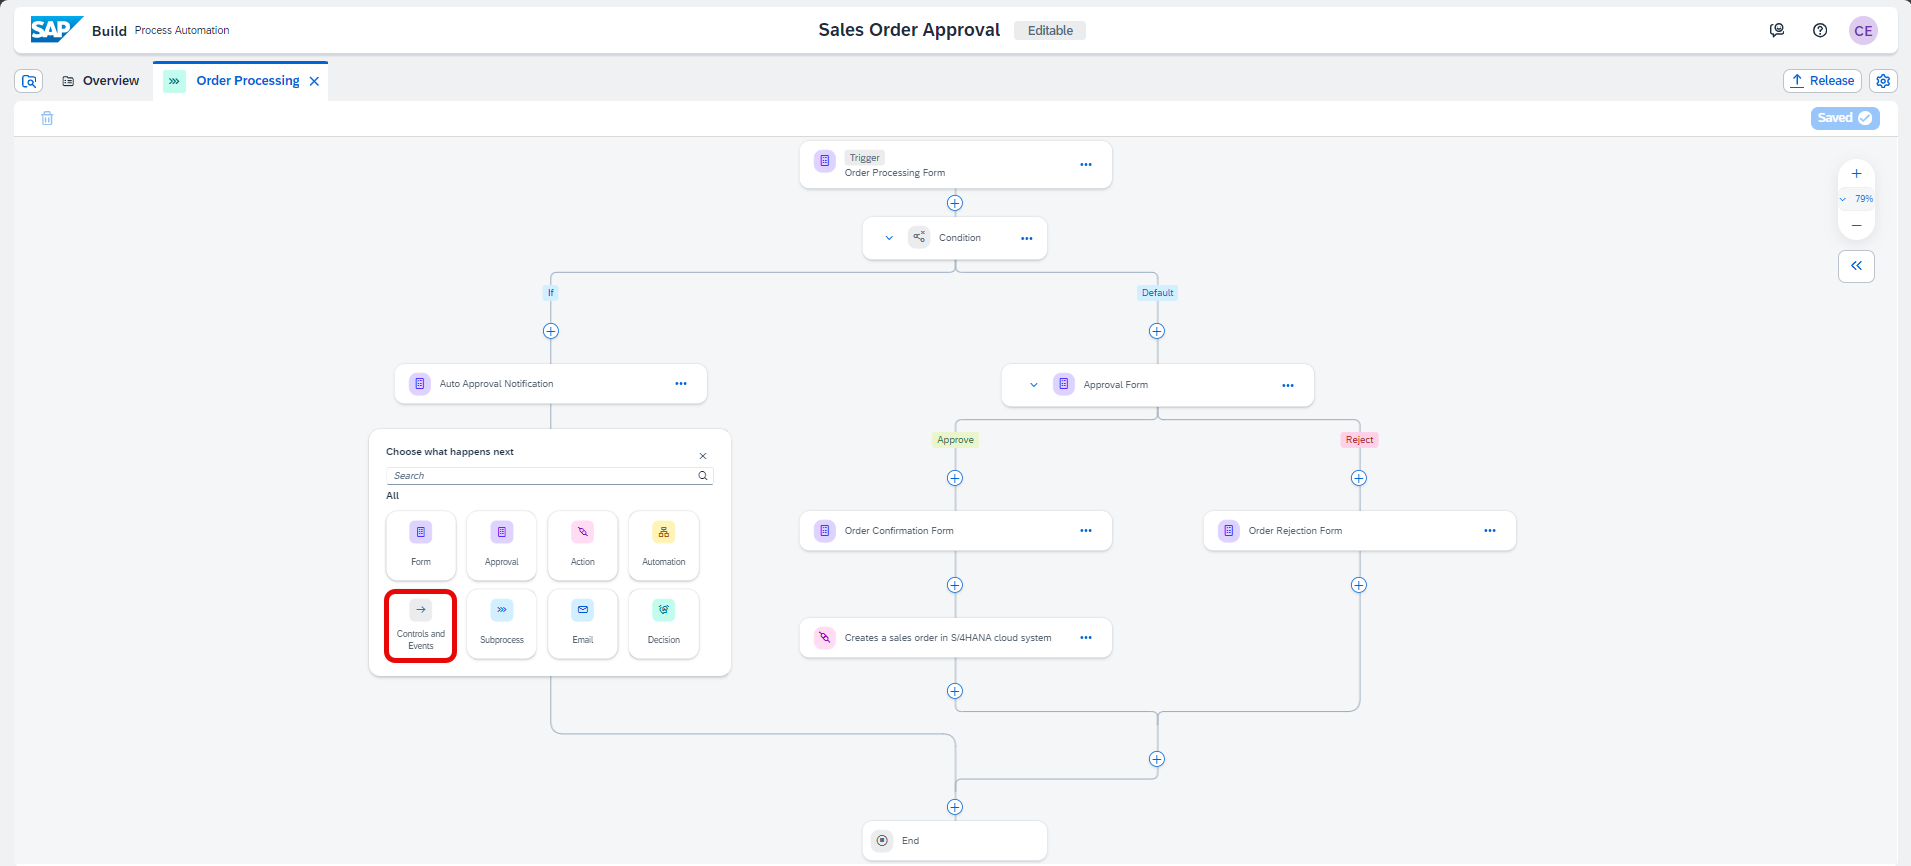 SAP Build Process Automation
Sales Order Approval
Editable
CE
Overview
Order Processing
Release
Saved
Trigger
Order Processing Form
79%
Condition
If
Default
Auto Approval Notification
Approval Form
Approve
Reject
Choose what happens next
Search
All
Form
Approval
Action
Automation
Controls and
Events
Subprocess
Email
Decision
Order Confirmation Form
Order Rejection Form
Creates a sales order in S/4HANA cloud system
End